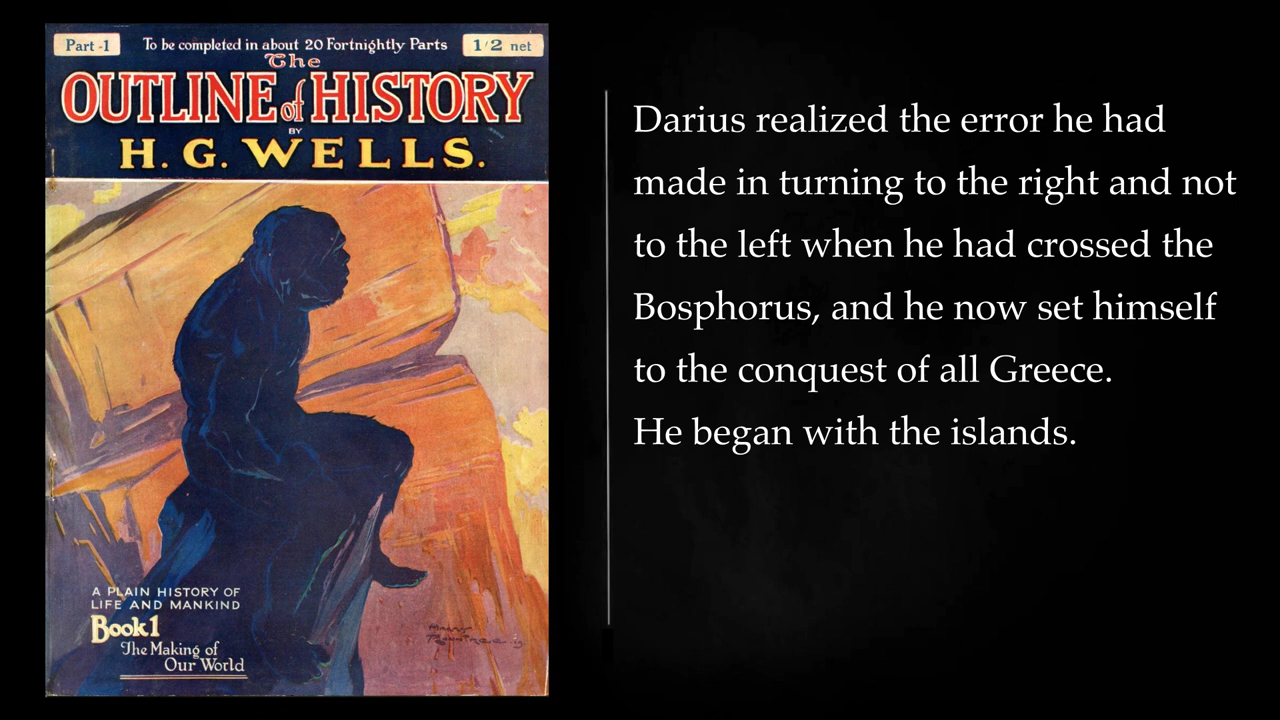 Part -1
To be completed in about 20 Fortnightly Parts
1/2 net
The
OUTLINE of HISTORY
BY
H. G. WELLS.
A PLAIN HISTORY OF
LIFE AND MANKIND
Book 1
The Making of
Our World
Darius realized the error he had
made in turning to the right and not
to the left when he had crossed the
Bosphorus, and he now set himself
to the conquest of all Greece.
He began with the islands.